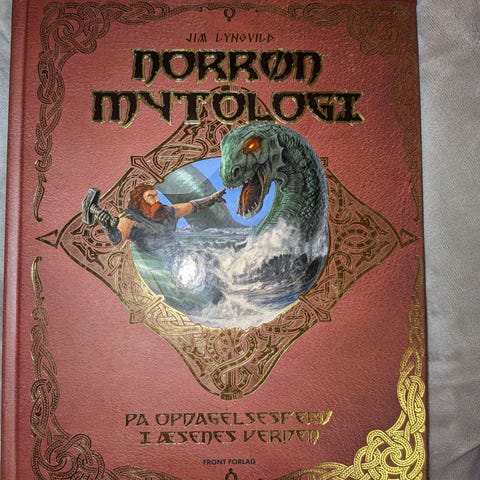 JIM LYNGVILD
NORRØN
MYTOLOGI
PÅ OPDAGELSESFERD
I ÆSENES VERDEN
FRONT FORLAG